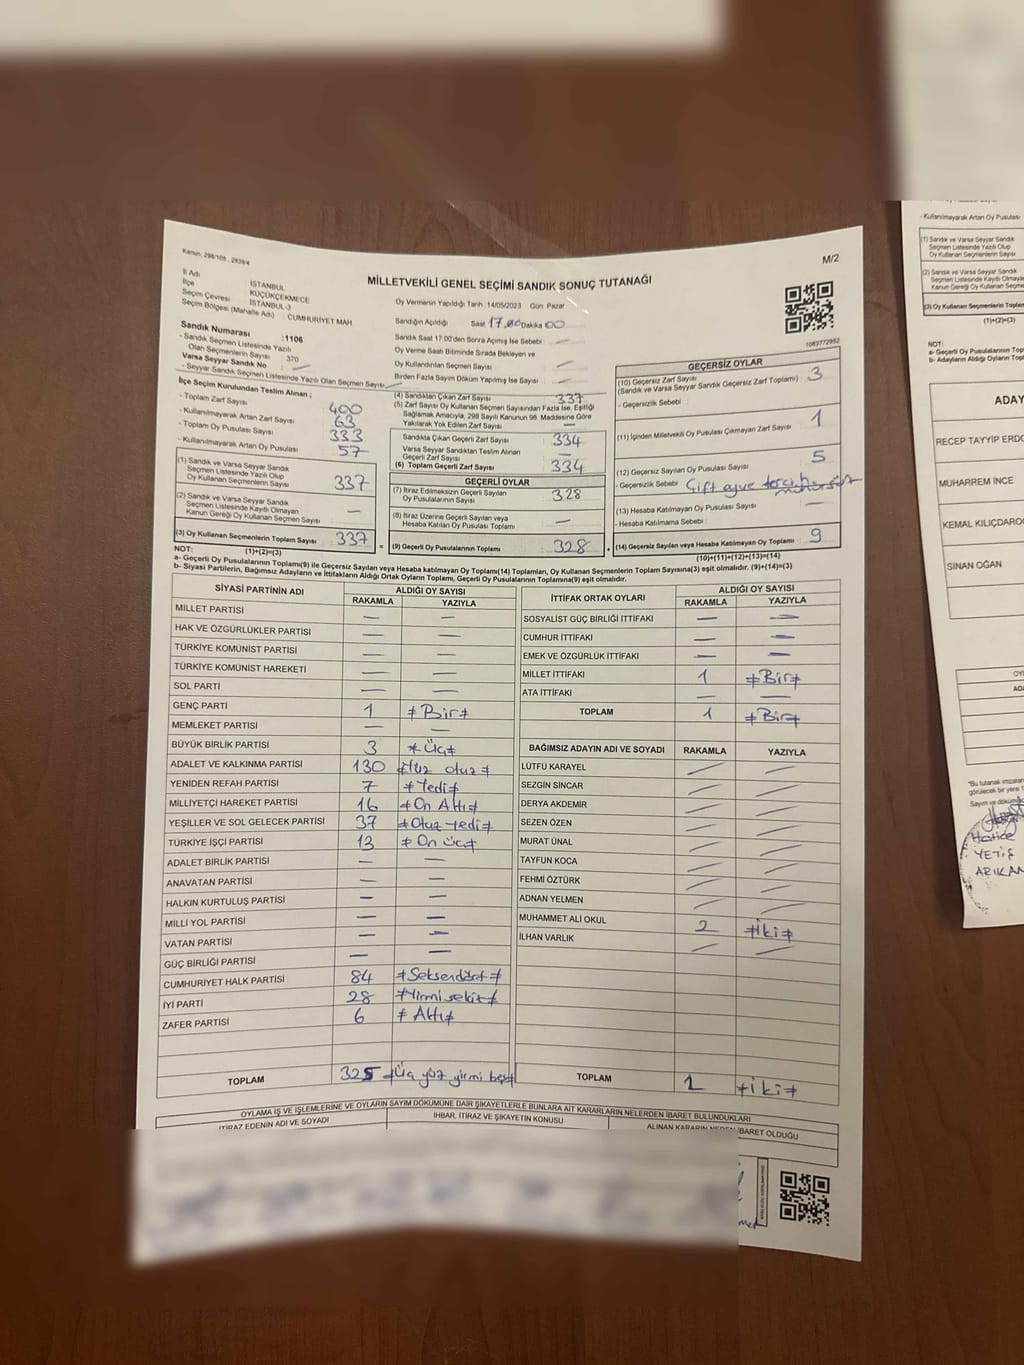 Kanun: 298/105 , 2839/4
M/2
MİLLETVEKİLİ GENEL SEÇİMİ SANDIK SONUÇ TUTANAĞI
İl Adı : İSTANBUL
İlçe : KÜÇÜKÇEKMECE
Seçim Çevresi : İSTANBUL-3
Seçim Bölgesi (Mahalle Adı) : CUMHURİYET MAH
Sandık Numarası :1106
- Sandık Seçmen Listesinde Yazılı
Olan Seçmenlerin Sayısı : 370
Varsa Seyyar Sandık No : —
- Seyyar Sandık Seçmen Listesinde Yazılı Olan Seçmen Sayısı: —
Oy Vermenin Yapıldığı Tarih :14/05/2023 Gün: Pazar
Sandığın Açıldığı Saat 17,00 Dakika 00
Sandık Saat 17:00'den Sonra Açılmış İse Sebebi : —
Oy Verme Saati Bitiminde Sırada Bekleyen ve
Oy Kullandırılan Seçmen Sayısı : —
Birden Fazla Sayım Döküm Yapılmış İse Sayısı : —
1083772952
İlçe Seçim Kurulundan Teslim Alınan ;
- Toplam Zarf Sayısı : 400
- Kullanılmayarak Artan Zarf Sayısı : 63
- Toplam Oy Pusulası Sayısı : 333
- Kullanılmayarak Artan Oy Pusulası : 57
(1) Sandık ve Varsa Seyyar Sandık
Seçmen Listesinde Yazılı Olup
Oy Kullanan Seçmen Sayısı 337
(2) Sandık ve Varsa Seyyar Sandık
Seçmen Listesinde Kayıtlı Olmayan
Kanun Gereği Oy Kullanan Seçmen Sayısı —
(3) Oy Kullanan Seçmenlerin Toplam Sayısı : 337
(1)+(2)=(3)
(4) Sandıktan Çıkan Zarf Sayısı : 337
(5) Zarf Sayısı Oy Kullanan Seçmen Sayısından Fazla İse, Eşitliği
Sağlamak Amacıyla, 298 Sayılı Kanunun 98. Maddesine Göre
Yakılarak Yok Edilen Zarf Sayısı : —
Sandıkta Çıkan Geçerli Zarf Sayısı : 334
Varsa Seyyar Sandıktan Teslim Alınan
Geçerli Zarf Sayısı : —
(6) Toplam Geçerli Zarf Sayısı : 334
GEÇERLİ OYLAR
(7) İtiraz Edilmeksizin Geçerli Sayılan
Oy Pusulalarının Sayısı : 328
(8) İtiraz Üzerine Geçerli Sayılan veya
Hesaba Katılan Oy Pusulası Toplamı : —
(9) Geçerli Oy Pusulalarının Toplamı : 328
GEÇERSİZ OYLAR
(10) Geçersiz Zarf Sayısı : 3
(Sandık ve Varsa Seyyar Sandık Geçersiz Zarf Toplamı)
- Geçersizlik Sebebi :
(11) İçinden Milletvekili Oy Pusulası Çıkmayan Zarf Sayısı : 1
(12) Geçersiz Sayılan Oy Pusulası Sayısı : 5
- Geçersizlik Sebebi : Çift
(13) Hesaba Katılmayan Oy Pusulası Sayısı : —
- Hesaba Katılmama Sebebi :
(14) Geçersiz Sayılan veya Hesaba Katılmayan Oy Toplamı : 9
(10)+(11)+(12)+(13)=(14)
NOT:
a- Geçerli Oy Pusulalarının Toplamı(9) ile Geçersiz Sayılan veya Hesaba katılmayan Oy Toplamı(14) Toplamları, Oy Kullanan Seçmenlerin Toplam Sayısına(3) eşit olmalıdır. (9)+(14)=(3)
b- Siyasi Partilerin, Bağımsız Adayların ve İttifakların Aldığı Ortak Oyların Toplamı, Geçerli Oy Pusulalarının Toplamına(9) eşit olmalıdır.
SİYASİ PARTİNİN ADI ALDIĞI OY SAYISI
RAKAMLA YAZIYLA
MİLLET PARTİSİ — —
HAK VE ÖZGÜRLÜKLER PARTİSİ — —
TÜRKİYE KOMÜNİST PARTİSİ — —
TÜRKİYE KOMÜNİST HAREKETİ — —
SOL PARTİ — —
GENÇ PARTİ 1 ≠Bir≠
MEMLEKET PARTİSİ — —
BÜYÜK BİRLİK PARTİSİ 3 ≠Üç≠
ADALET VE KALKINMA PARTİSİ 130 ≠Yüz otuz≠
YENİDEN REFAH PARTİSİ 7 ≠Yedi≠
MİLLİYETÇİ HAREKET PARTİSİ 16 ≠On Altı≠
YEŞİLLER VE SOL GELECEK PARTİSİ 37 ≠Otuz yedi≠
TÜRKİYE İŞÇİ PARTİSİ 13 ≠On üç≠
ADALET BİRLİK PARTİSİ — —
ANAVATAN PARTİSİ — —
HALKIN KURTULUŞ PARTİSİ — —
MİLLİ YOL PARTİSİ — —
VATAN PARTİSİ — —
GÜÇ BİRLİĞİ PARTİSİ — —
CUMHURİYET HALK PARTİSİ 84 ≠Seksendört≠
İYİ PARTİ 28 ≠Yirmi sekiz≠
ZAFER PARTİSİ 6 ≠Altı≠
TOPLAM 325 ≠Üç yüz yirmi beş≠
İTTİFAK ORTAK OYLARI ALDIĞI OY SAYISI
RAKAMLA YAZIYLA
SOSYALİST GÜÇ BİRLİĞİ İTTİFAKI — —
CUMHUR İTTİFAKI — —
EMEK VE ÖZGÜRLÜK İTTİFAKI — —
MİLLET İTTİFAKI 1 ≠Bir≠
ATA İTTİFAKI — —
TOPLAM 1 ≠Bir≠
BAĞIMSIZ ADAYIN ADI VE SOYADI RAKAMLA YAZIYLA
LÜTFÜ KARAYEL — —
SEZGİN SİNCAR — —
DERYA AKDEMİR — —
SEZEN ÖZEN — —
MURAT ÜNAL — —
TAYFUN KOCA — —
FEHMİ ÖZTÜRK — —
ADNAN YELMEN — —
MUHAMMET ALİ OKUL 2 ≠İki≠
İLHAN VARLIK — —
TOPLAM 2 ≠iki≠
OYLAMA İŞ VE İŞLEMLERİNE VE OYLARIN SAYIM DÖKÜMÜNE DAİR ŞİKAYETLERLE BUNLARA AİT KARARLARIN NELERDEN İBARET BULUNDUKLARI
İTİRAZ EDENİN ADI VE SOYADI İHBAR, İTİRAZ VE ŞİKAYETİN KONUSU ALINAN KARARIN NEDEN İBARET OLDUĞU
- Kullanılmayarak Artan Oy Pusulası
(1) Sandık ve Varsa Seyyar Sandık
Seçmen Listesinde Yazılı Olup
Oy Kullanan Seçmenlerin Sayısı
(2) Sandık ve Varsa Seyyar Sandık
Seçmen Listesinde Kayıtlı Olmayan
Kanun Gereği Oy Kullanan Seçmen
(3) Oy Kullanan Seçmenlerin Toplam
(1)+(2)=(3)
NOT:
a- Geçerli Oy Pusulalarının Top
b- Adayların Geçerli Oy
ADAY
RECEP TAYYİP ERDO
MUHARREM İNCE
KEMAL KILIÇDARO
SİNAN OĞAN
Hatice
YETİŞ
ARIKAN